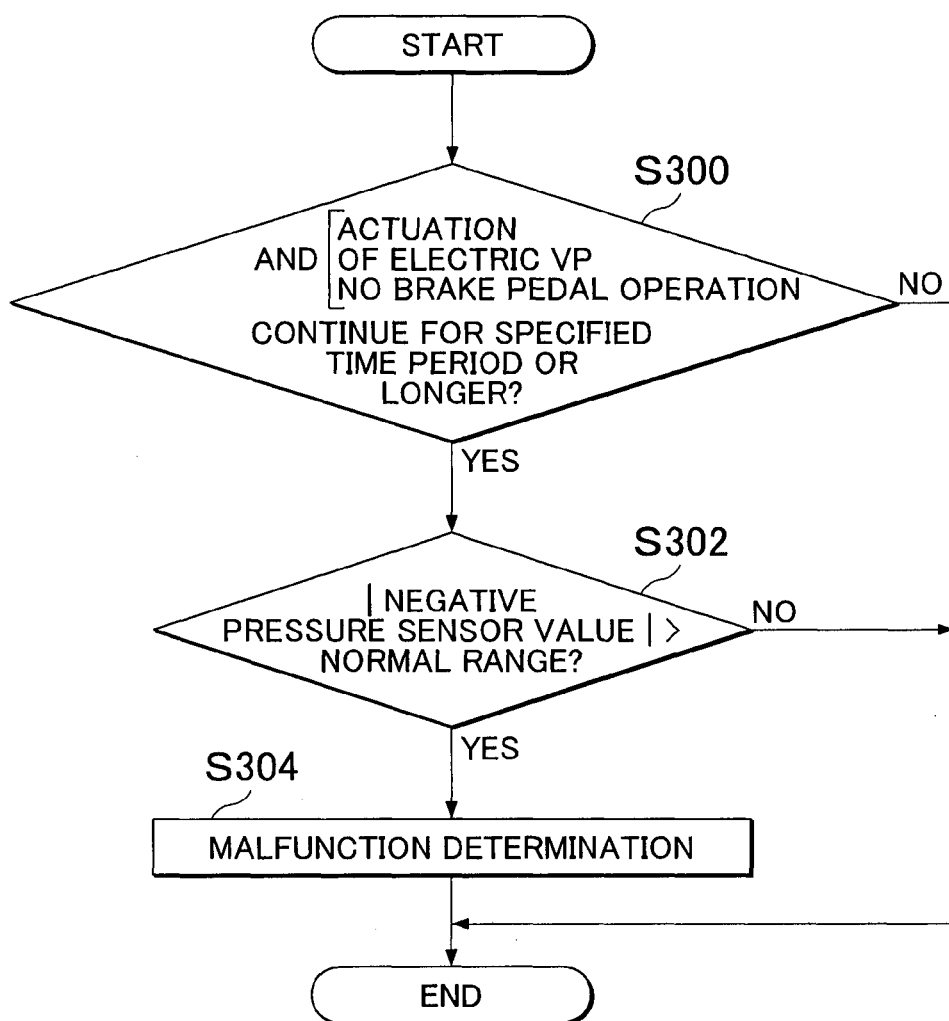 START
S300
ACTUATION
AND OF ELECTRIC VP
NO BRAKE PEDAL OPERATION
NO
CONTINUE FOR SPECIFIED
TIME PERIOD OR
LONGER?
YES
S302
| NEGATIVE
PRESSURE SENSOR VALUE | >
NORMAL RANGE?
NO
YES
S304
MALFUNCTION DETERMINATION
END